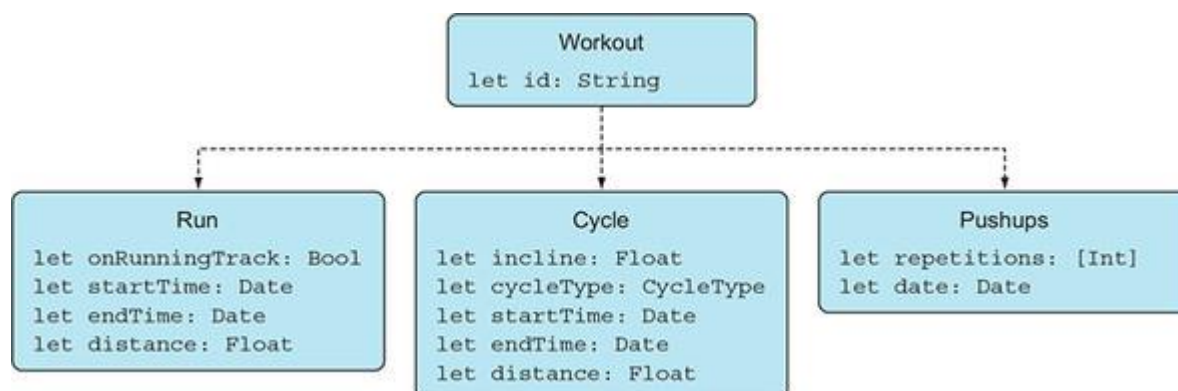 Workout
let id: String
Run
let onRunningTrack: Bool
let startTime: Date
let endTime: Date
let distance: Float
Cycle
let incline: Float
let cycleType: CycleType
let startTime: Date
let endTime: Date
let distance: Float
Pushups
let repetitions: [Int]
let date: Date